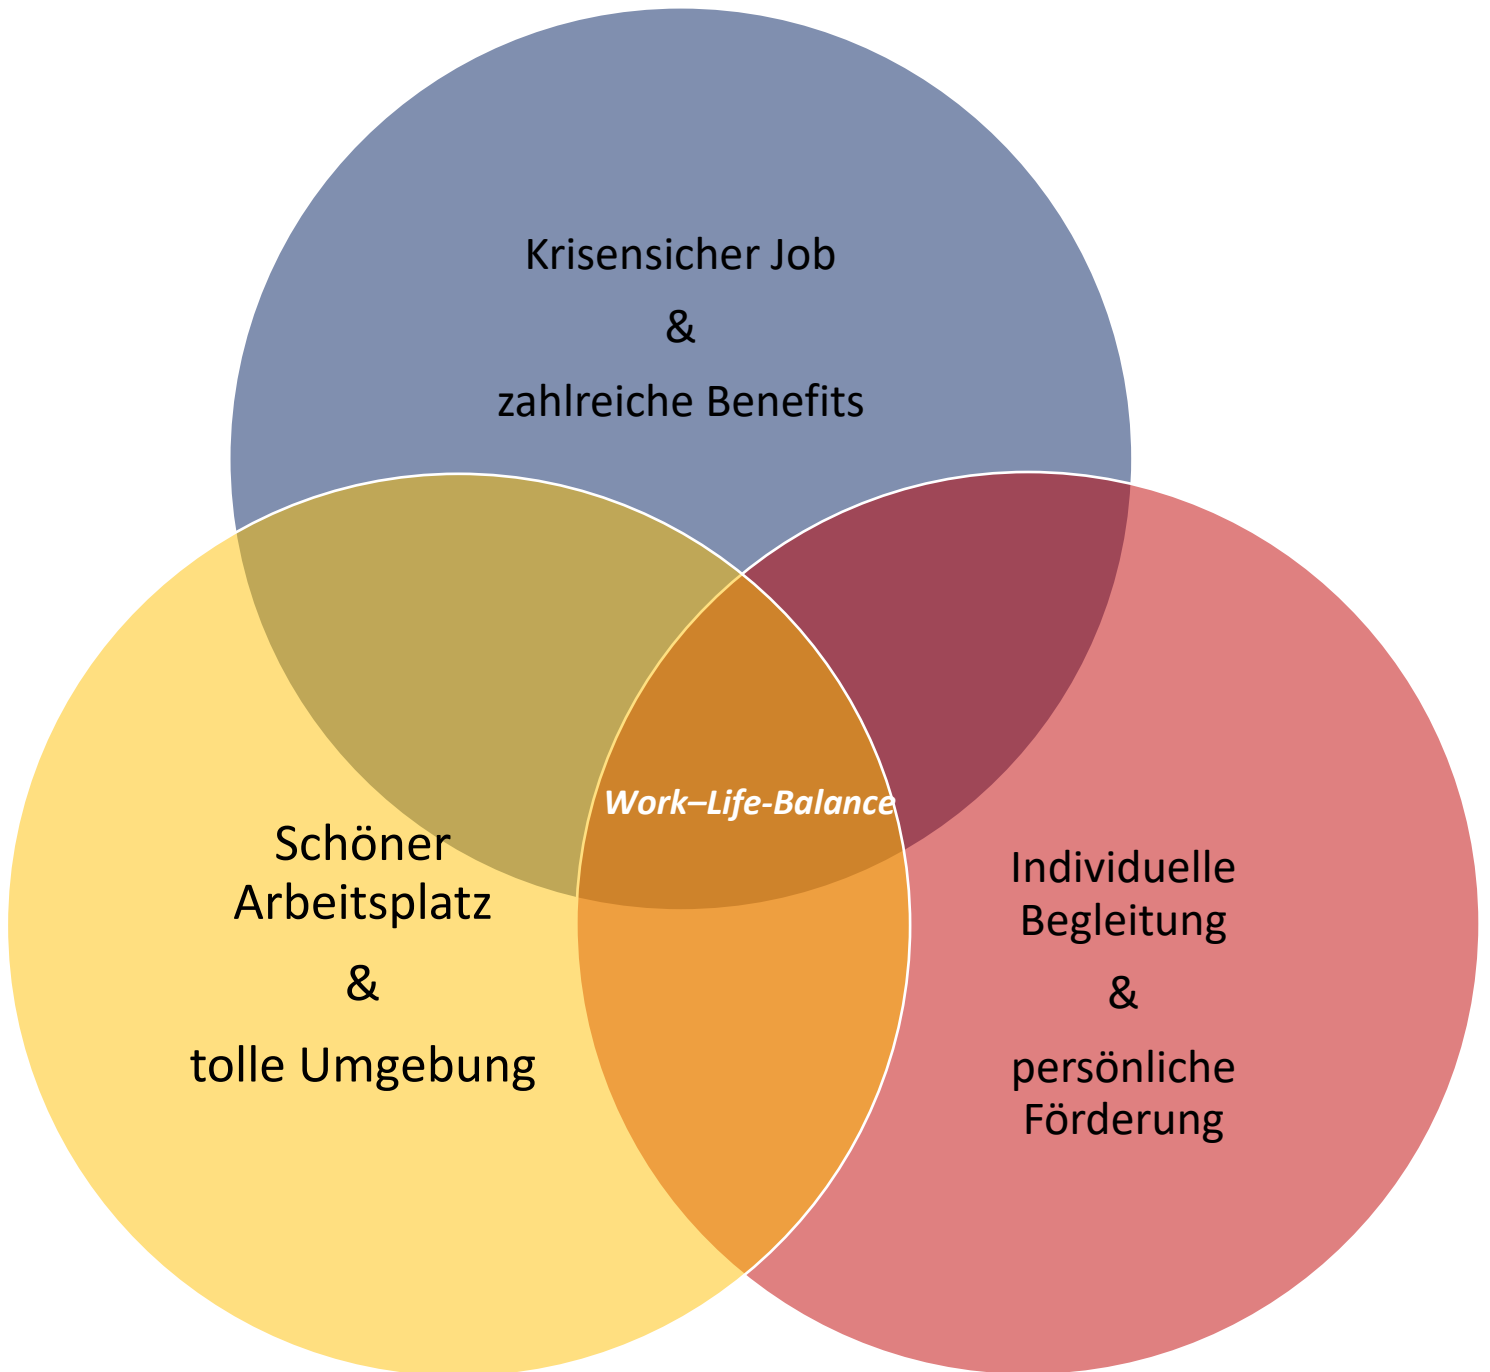 Krisensicher Job
&
zahlreiche Benefits
Work–Life-Balance
Schöner
Arbeitsplatz
&
tolle Umgebung
Individuelle
Begleitung
&
persönliche
Förderung